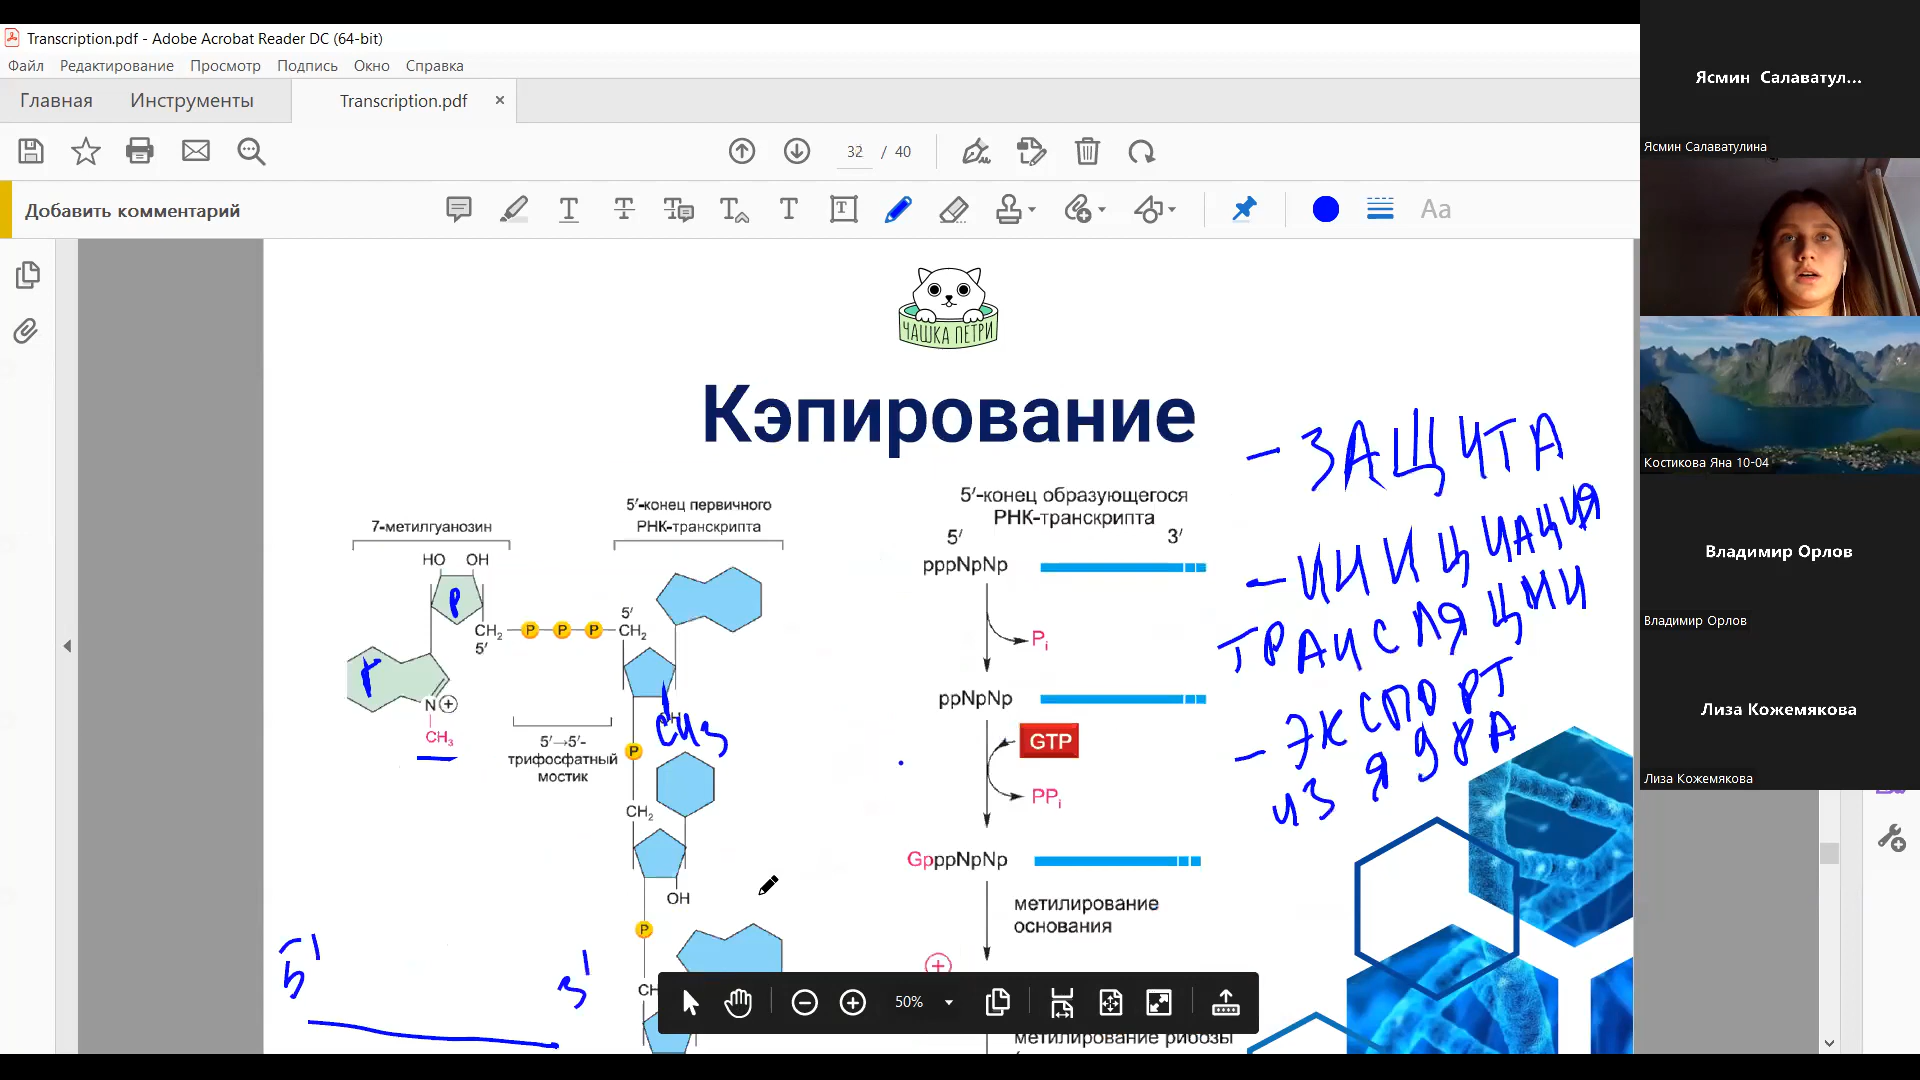 Transcription.pdf - Adobe Acrobat Reader DC (64-bit)
Файл Редактирование Просмотр Подпись Окно Справка
Главная Инструменты Transcription.pdf ×
32 / 40
Добавить комментарий
Aa
ЧАШКА ПЕТРИ
Кэпирование
7-метилгуанозин
5′-конец первичного
РНК-транскрипта
HO OH
P
CH2
5′
P P P
5′
CH2
Г
N +
CH3
5′→5′-
трифосфатный
мостик
CH3
P
CH2
OH
P
CH
5'
3'
5′-конец образующегося
РНК-транскрипта
5′ 3′
pppNpNp
Pi
ppNpNp
GTP
PPi
GpppNpNp
метилирование
основания
+
метилирование рибозы
- ЗАЩИТА
- ИНИЦИАЦИЯ
ТРАНСЛЯЦИИ
- ЭКСПОРТ
ИЗ ЯДРА
50%
Ясмин Салаватул...
Ясмин Салаватулина
Костикова Яна 10-04
Владимир Орлов
Владимир Орлов
Лиза Кожемякова
Лиза Кожемякова